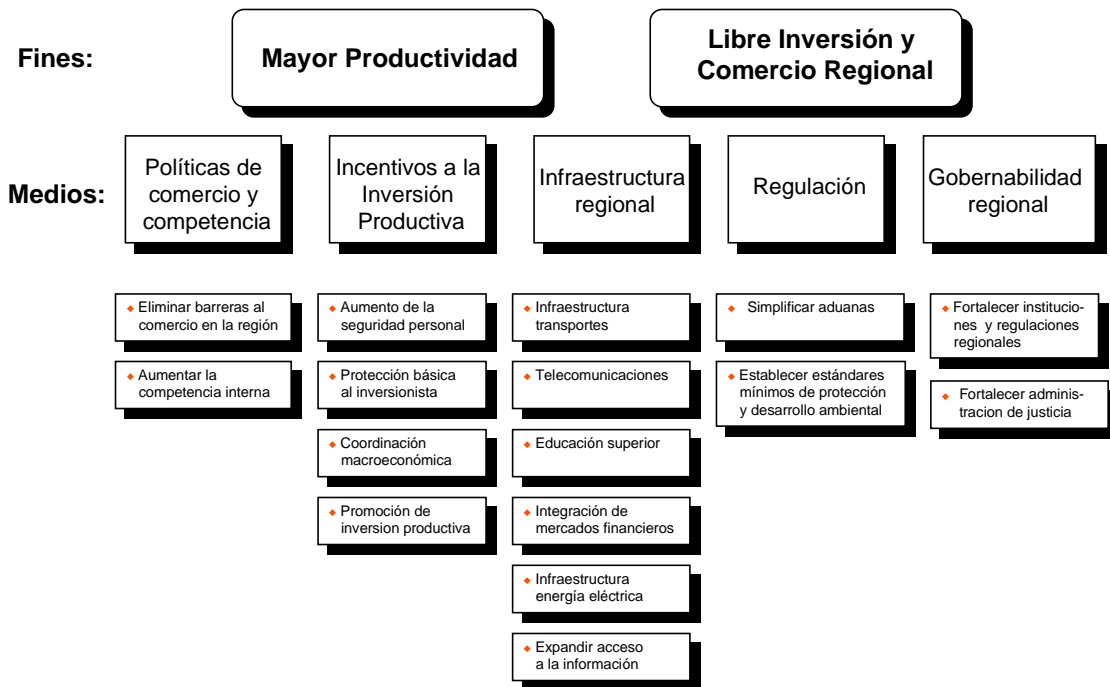 Fines:
Mayor Productividad
Libre Inversión y
Comercio Regional
Medios:
Políticas de
comercio y
competencia
Incentivos a la
Inversión
Productiva
Infraestructura
regional
Regulación
Gobernabilidad
regional
Eliminar barreras al
comercio en la región
Aumentar la
competencia interna
Aumento de la
seguridad personal
Protección básica
al inversionista
Coordinación
macroeconómica
Promoción de
inversion productiva
Infraestructura
transportes
Telecomunicaciones
Educación superior
Integración de
mercados financieros
Infraestructura
energía eléctrica
Expandir acceso
a la información
Simplificar aduanas
Establecer estándares
mínimos de protección
y desarrollo ambiental
Fortalecer institucio-
nes y regulaciones
regionales
Fortalecer adminis-
tracion de justicia